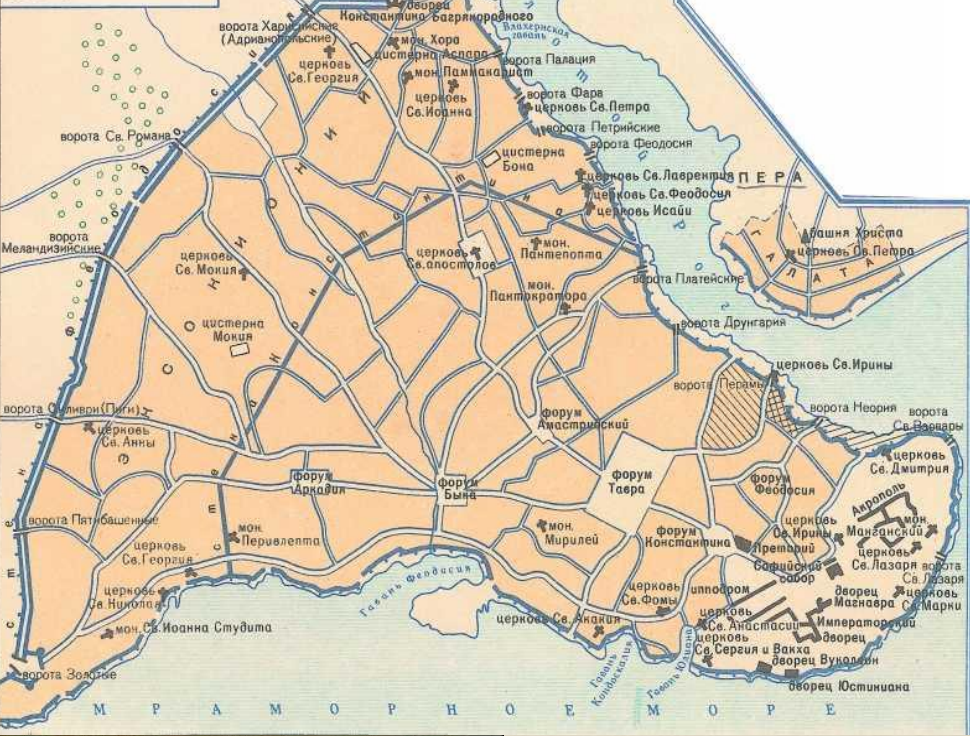 дворец
Константина Багрянородного
ворота Харисийские
(Адрианопольские)
мон. Хора
цистерна Аспара
церковь
Св.Георгия
мон. Паммакарист
церковь
Св.Иоанна
Влахернская
гавань
ворота Палация
ворота Фара
церковь Св.Петра
ворота Петрийские
ворота Феодосия
ворота Св. Романа
цистерна
Бона
церковь Св.Лаврентия
церковь Св.Феодосия
церковь Исайи
ПЕРА
ГАЛАТА
башня Христа
церковь Св.Петра
ворота
Меландизийские
церковь
Св.Мокия
церковь
Св.апостолов
мон.
Пантепопта
мон.
Пантократора
ворота Платейские
цистерна
Мокия
ворота Друнгария
церковь Св.Ирины
ворота Перамы
ворота Неория
ворота
Св.Варвары
ворота Силиври (Пиги)
церковь
Св.Анны
ЭКСОКИОНИОН
форум
Амастрийский
церковь
Св.Дмитрия
форум
Аркадия
форум
Быка
форум
Тавра
форум
Феодосия
Акрополь
ворота Пятибашенные
мон.
Перивлепта
мон.
Мирилей
форум
Константина
церковь
Св.Ирины
Преторий
Софийский
собор
мон.
Манганский
церковь
Св.Лазаря
ворота
Св.Лазаря
церковь
Св.Георгия
церковь
Св.Николая
мон.Св.Иоанна Студита
Гавань Феодосия
церковь
Св.Фомы
ипподром
дворец
Магнавра
церковь
Св.Марки
церковь Св.Акакия
церковь
Св.Анастасии
Императорский
дворец
церковь
Св.Сергия и Вакха
дворец Вуколеон
дворец Юстиниана
Гавань
Кондоскалия
Гавань Юлиана
ворота Золотые
МРАМОРНОЕ МОРЕ